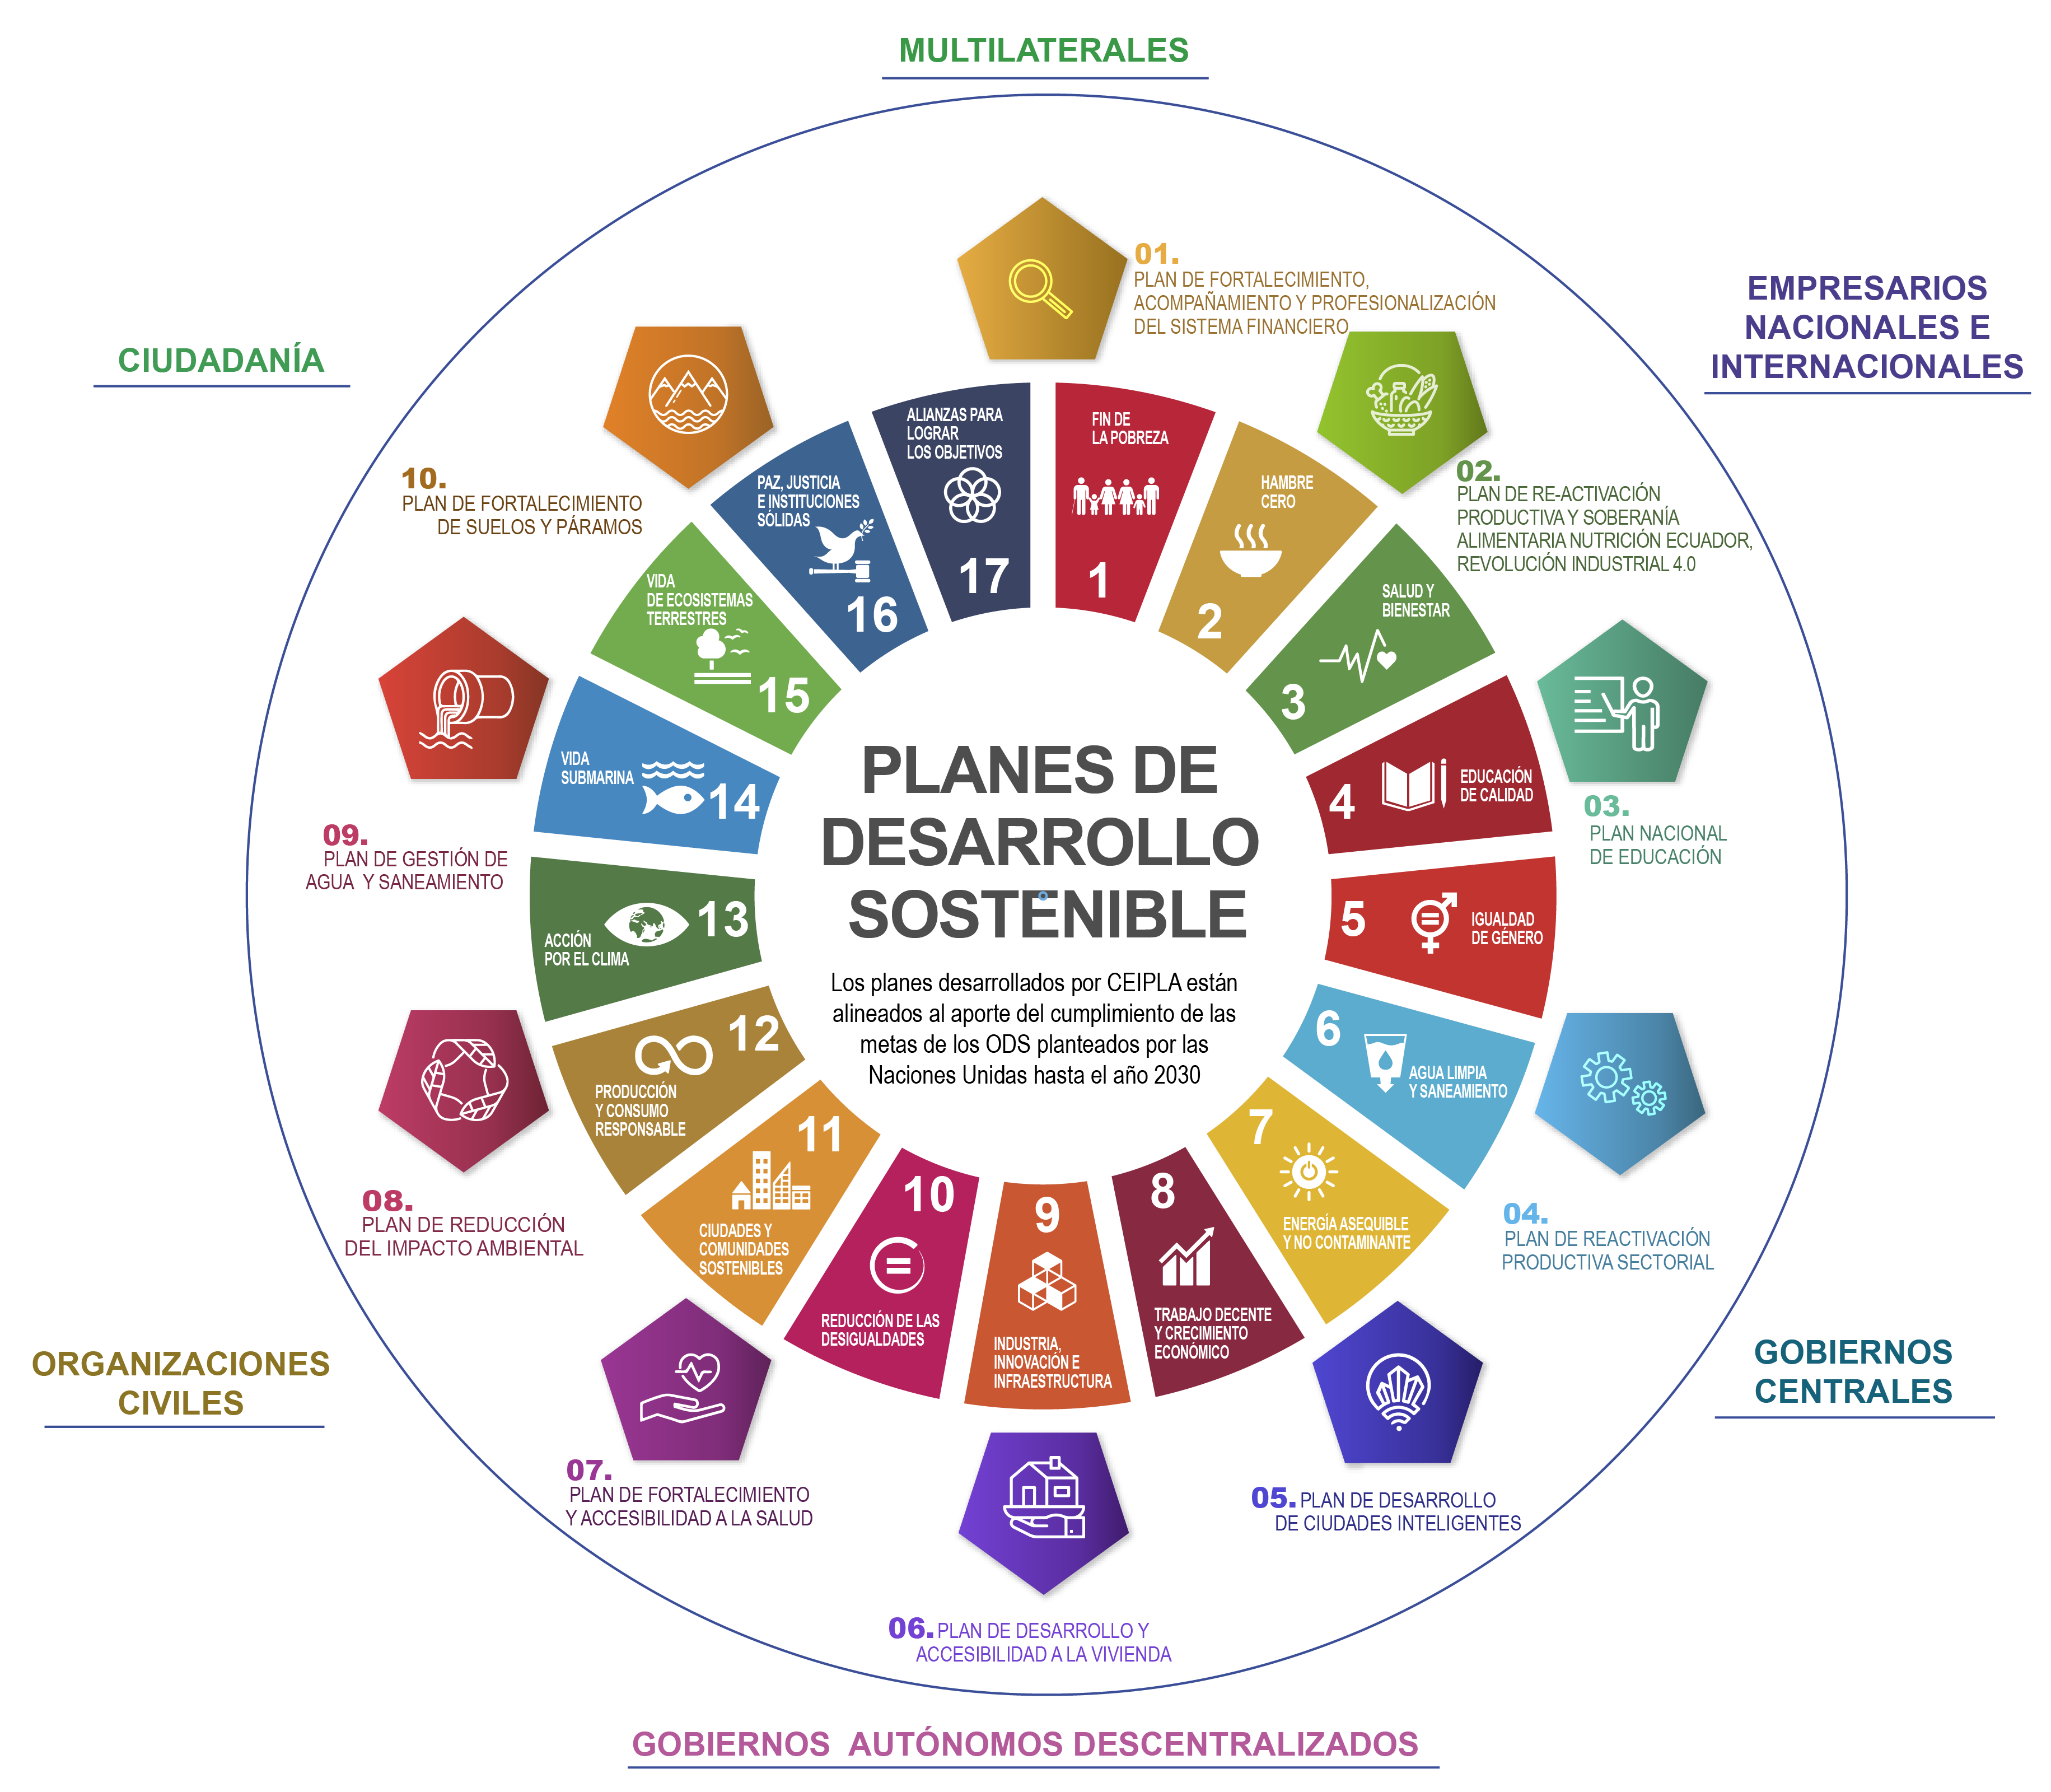 MULTILATERALES
EMPRESARIOS
NACIONALES E
INTERNACIONALES
CIUDADANÍA
01.
PLAN DE FORTALECIMIENTO,
ACOMPAÑAMIENTO Y PROFESIONALIZACIÓN
DEL SISTEMA FINANCIERO
02.
PLAN DE RE-ACTIVACIÓN
PRODUCTIVA Y SOBERANÍA
ALIMENTARIA NUTRICIÓN ECUADOR,
REVOLUCIÓN INDUSTRIAL 4.0
03.
PLAN NACIONAL
DE EDUCACIÓN
04.
PLAN DE REACTIVACIÓN
PRODUCTIVA SECTORIAL
05. PLAN DE DESARROLLO
DE CIUDADES INTELIGENTES
06. PLAN DE DESARROLLO Y
ACCESIBILIDAD A LA VIVIENDA
07.
PLAN DE FORTALECIMIENTO
Y ACCESIBILIDAD A LA SALUD
08.
PLAN DE REDUCCIÓN
DEL IMPACTO AMBIENTAL
09.
PLAN DE GESTIÓN DE
AGUA Y SANEAMIENTO
10.
PLAN DE FORTALECIMIENTO
DE SUELOS Y PÁRAMOS
FIN DE
LA POBREZA
1
HAMBRE
CERO
2
SALUD Y
BIENESTAR
3
4
EDUCACIÓN
DE CALIDAD
5
IGUALDAD
DE GÉNERO
6
AGUA LIMPIA
Y SANEAMIENTO
7
ENERGÍA ASEQUIBLE
Y NO CONTAMINANTE
8
TRABAJO DECENTE
Y CRECIMIENTO
ECONÓMICO
9
INDUSTRIA,
INNOVACIÓN E
INFRAESTRUCTURA
10
REDUCCIÓN DE LAS
DESIGUALDADES
11
CIUDADES Y
COMUNIDADES
SOSTENIBLES
12
PRODUCCIÓN
Y CONSUMO
RESPONSABLE
13
ACCIÓN
POR EL CLIMA
VIDA
SUBMARINA
14
VIDA
DE ECOSISTEMAS
TERRESTRES
15
PAZ, JUSTICIA
E INSTITUCIONES
SÓLIDAS
16
ALIANZAS PARA
LOGRAR
LOS OBJETIVOS
17
PLANES DE
DESARROLLO
SOSTENIBLE
Los planes desarrollados por CEIPLA están
alineados al aporte del cumplimiento de las
metas de los ODS planteados por las
Naciones Unidas hasta el año 2030
ORGANIZACIONES
CIVILES
GOBIERNOS
CENTRALES
GOBIERNOS AUTÓNOMOS DESCENTRALIZADOS